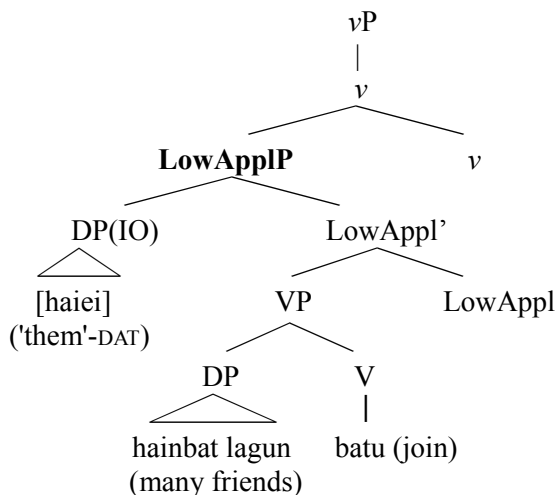 vP
v
LowApplP v
DP(IO) LowAppl’
[haiei] VP LowAppl
('them'-DAT)
DP V
hainbat lagun batu (join)
(many friends)